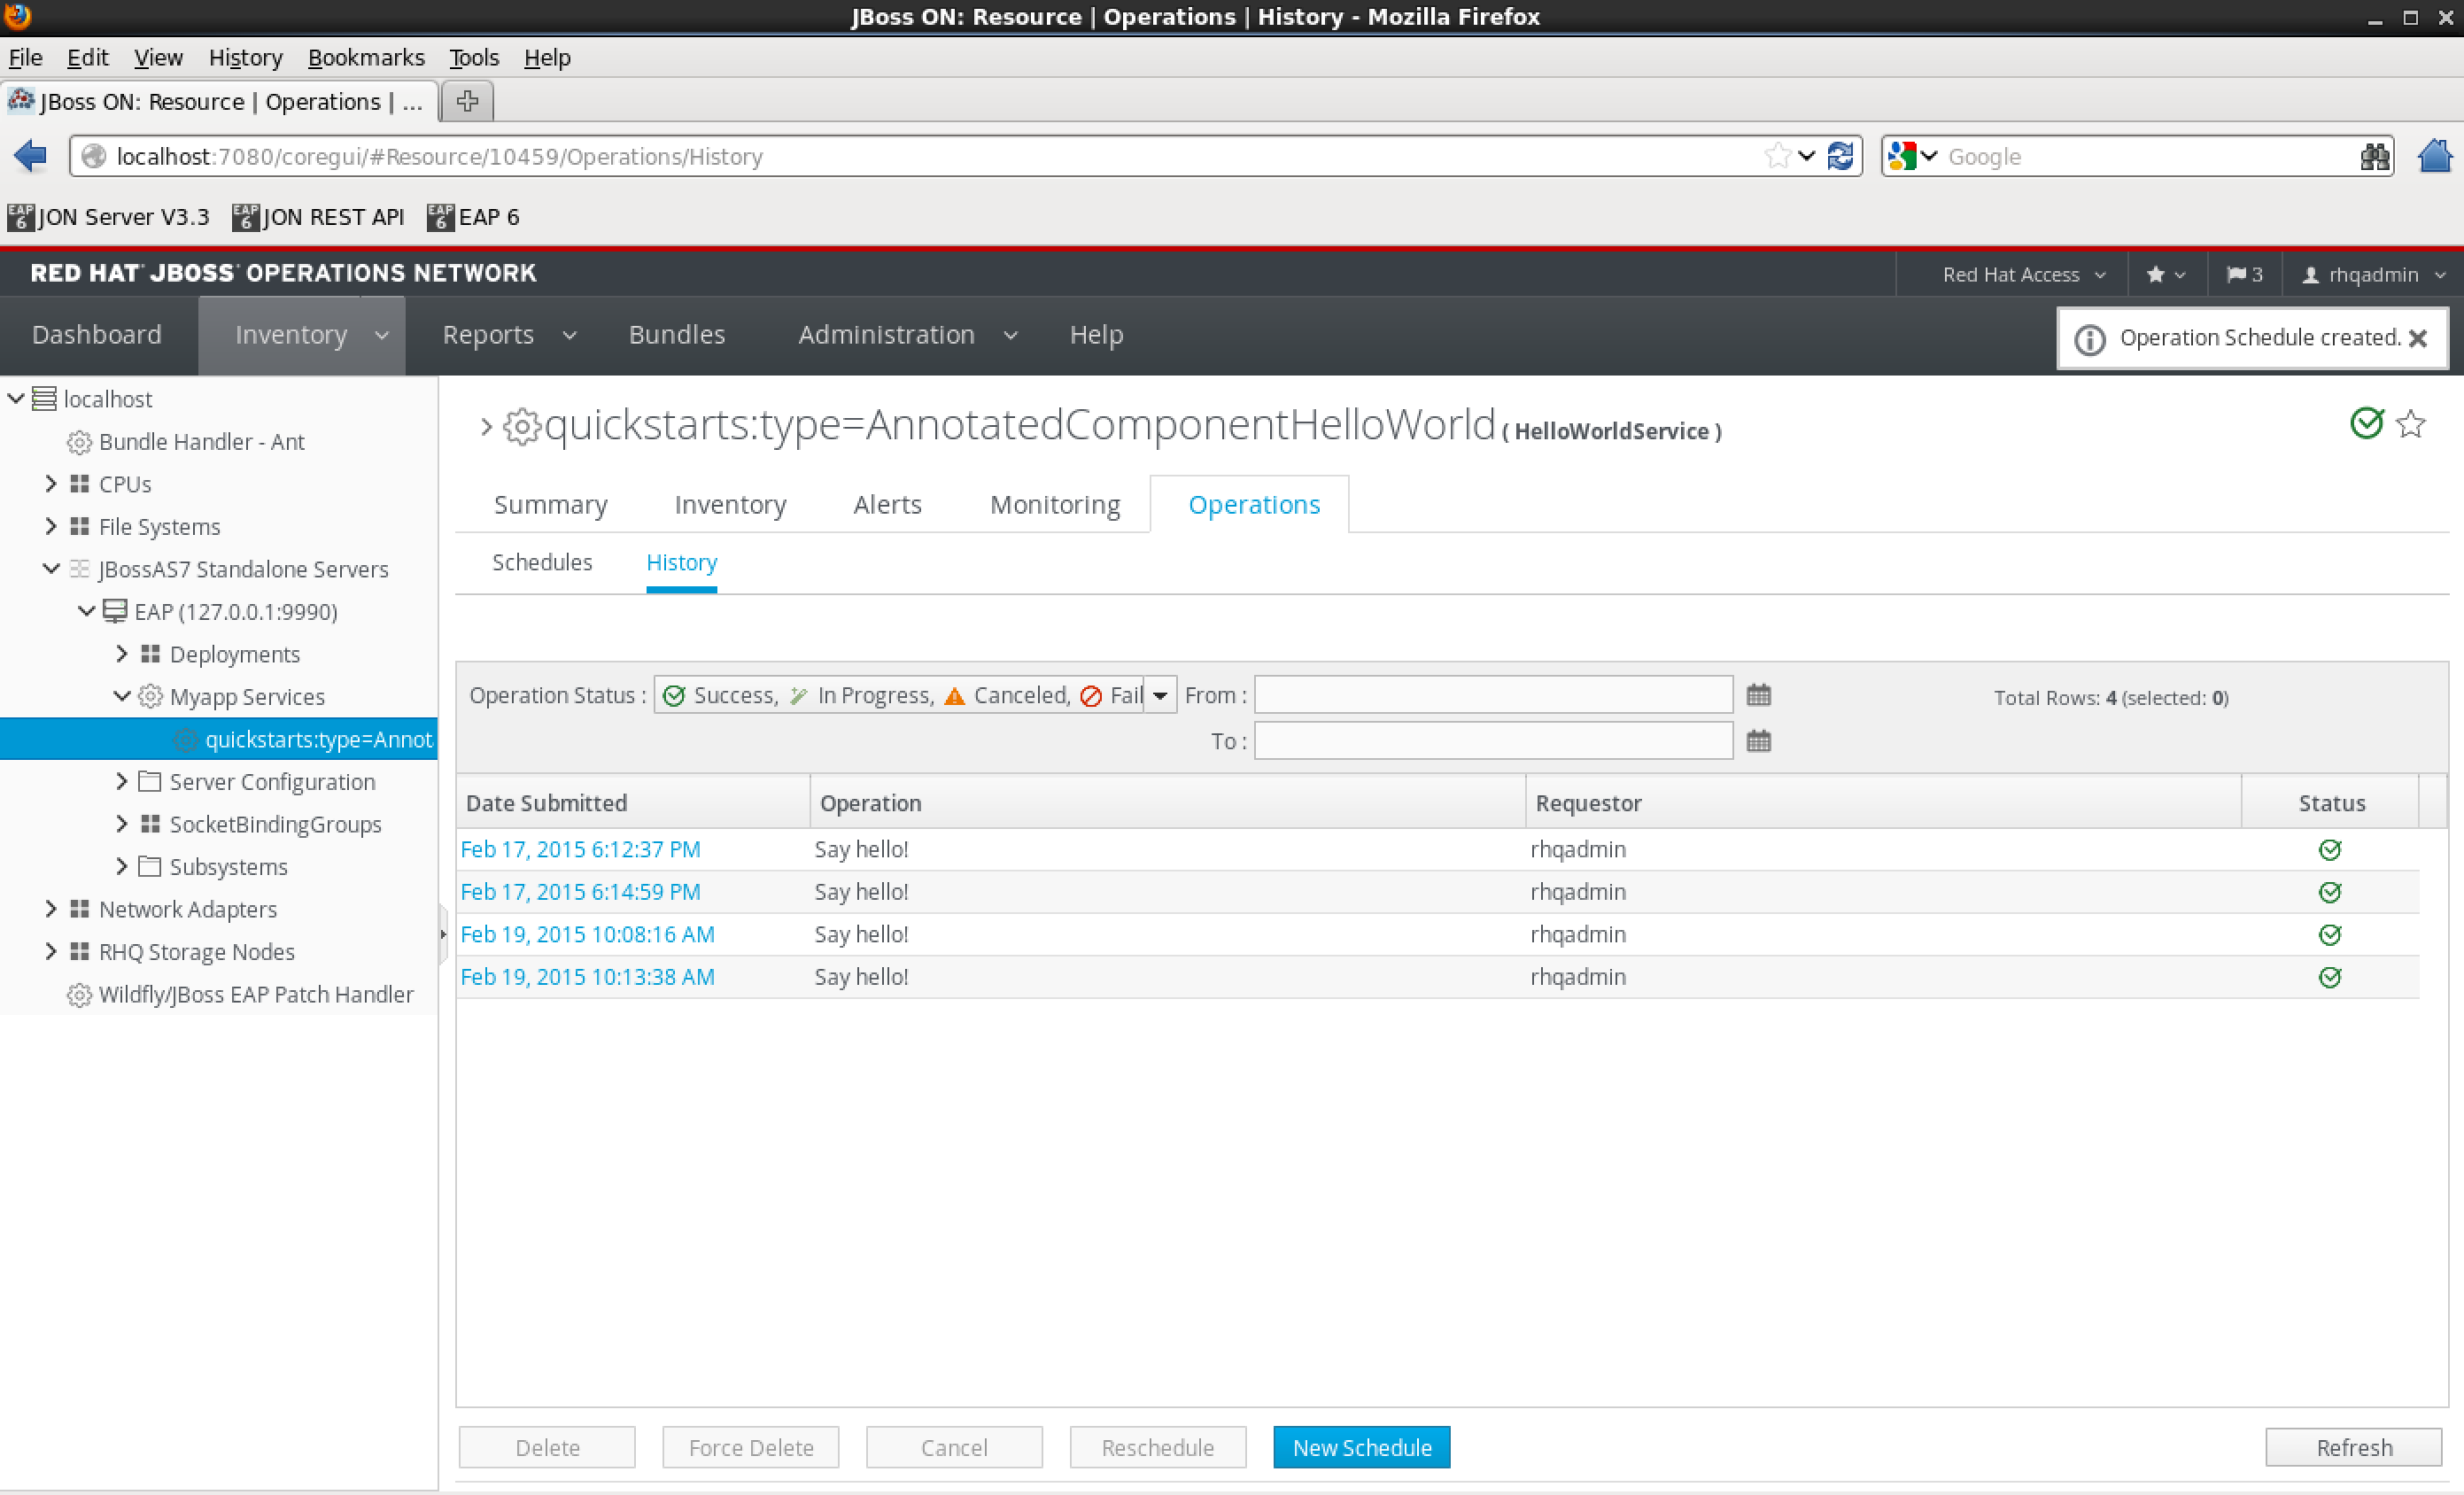 JBoss ON: Resource | Operations | History - Mozilla Firefox
File Edit View History Bookmarks Tools Help
JBoss ON: Resource | Operations | ...
localhost:7080/coregui/#Resource/10459/Operations/History
Google
EAP 6 JON Server V3.3 EAP 6 JON REST API EAP 6 EAP 6
RED HAT JBOSS OPERATIONS NETWORK
Red Hat Access 3 rhqadmin
Dashboard Inventory Reports Bundles Administration Help
Operation Schedule created.
localhost
Bundle Handler - Ant
CPUs
File Systems
JBossAS7 Standalone Servers
EAP (127.0.0.1:9990)
Deployments
Myapp Services
quickstarts:type=Annot
Server Configuration
SocketBindingGroups
Subsystems
Network Adapters
RHQ Storage Nodes
Wildfly/JBoss EAP Patch Handler
quickstarts:type=AnnotatedComponentHelloWorld ( HelloWorldService )
Summary Inventory Alerts Monitoring Operations
Schedules History
Operation Status : Success, In Progress, Canceled, Fail From :
Total Rows: 4 (selected: 0)
To :
Date Submitted Operation Requestor Status
Feb 17, 2015 6:12:37 PM Say hello! rhqadmin
Feb 17, 2015 6:14:59 PM Say hello! rhqadmin
Feb 19, 2015 10:08:16 AM Say hello! rhqadmin
Feb 19, 2015 10:13:38 AM Say hello! rhqadmin
Delete Force Delete Cancel Reschedule New Schedule Refresh